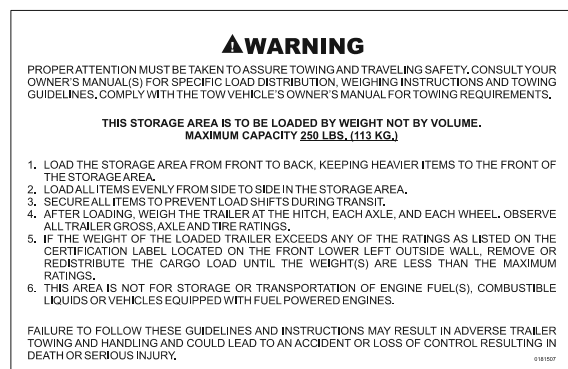 WARNING
PROPER ATTENTION MUST BE TAKEN TO ASSURE TOWING AND TRAVELING SAFETY. CONSULT YOUR
OWNER'S MANUAL(S) FOR SPECIFIC LOAD DISTRIBUTION, WEIGHING INSTRUCTIONS AND TOWING
GUIDELINES. COMPLY WITH THE TOW VEHICLE'S OWNER'S MANUAL FOR TOWING REQUIREMENTS.
THIS STORAGE AREA IS TO BE LOADED BY WEIGHT NOT BY VOLUME.
MAXIMUM CAPACITY 250 LBS. (113 KG.)
1. LOAD THE STORAGE AREA FROM FRONT TO BACK, KEEPING HEAVIER ITEMS TO THE FRONT OF
THE STORAGE AREA.
2. LOAD ALL ITEMS EVENLY FROM SIDE TO SIDE IN THE STORAGE AREA.
3. SECURE ALL ITEMS TO PREVENT LOAD SHIFTS DURING TRANSIT.
4. AFTER LOADING, WEIGH THE TRAILER AT THE HITCH, EACH AXLE, AND EACH WHEEL. OBSERVE
ALL TRAILER GROSS, AXLE AND TIRE RATINGS.
5. IF THE WEIGHT OF THE LOADED TRAILER EXCEEDS ANY OF THE RATINGS AS LISTED ON THE
CERTIFICATION LABEL LOCATED ON THE FRONT LOWER LEFT OUTSIDE WALL, REMOVE OR
REDISTRIBUTE THE CARGO LOAD UNTIL THE WEIGHT(S) ARE LESS THAN THE MAXIMUM
RATINGS.
6. THIS AREA IS NOT FOR STORAGE OR TRANSPORTATION OF ENGINE FUEL(S), COMBUSTIBLE
LIQUIDS OR VEHICLES EQUIPPED WITH FUEL POWERED ENGINES.
FAILURE TO FOLLOW THESE GUIDELINES AND INSTRUCTIONS MAY RESULT IN ADVERSE TRAILER
TOWING AND HANDLING AND COULD LEAD TO AN ACCIDENT OR LOSS OF CONTROL RESULTING IN
DEATH OR SERIOUS INJURY.
0181507